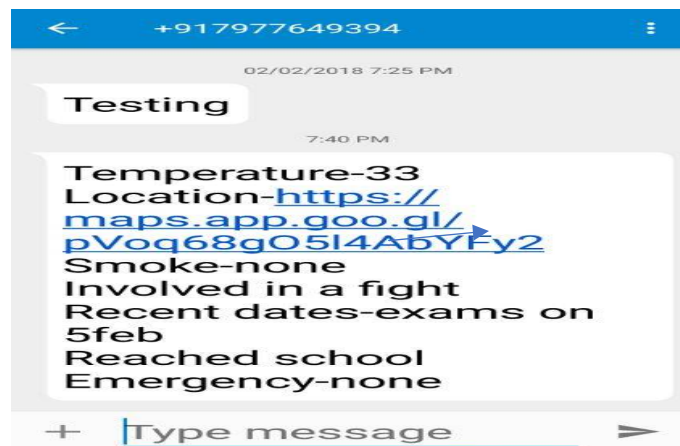 +917977649394
02/02/2018 7:25 PM
Testing
7:40 PM
Temperature-33
Location-https://
maps.app.goo.gl/
pVoq68gO5I4AbYFy2
Smoke-none
Involved in a fight
Recent dates-exams on
5feb
Reached school
Emergency-none
Type message